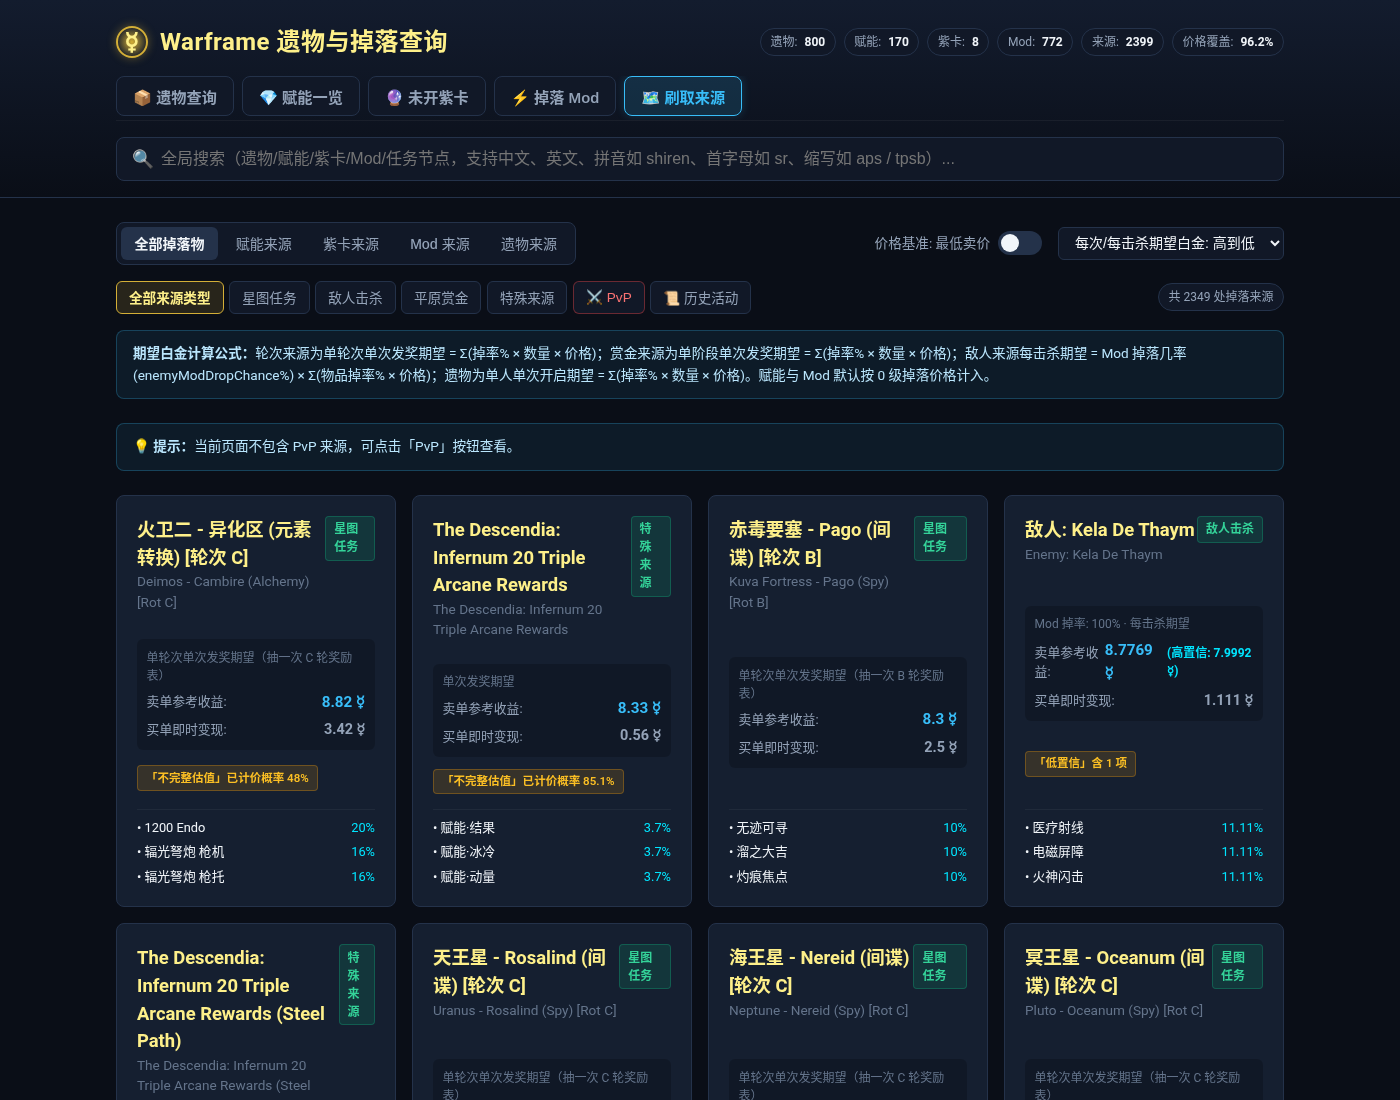 Warframe 遗物与掉落查询
遗物: 800
赋能: 170
紫卡: 8
Mod: 772
来源: 2399
价格覆盖: 96.2%
📦 遗物查询
💎 赋能一览
🔮 未开紫卡
⚡ 掉落 Mod
🗺️ 刷取来源
🔍 全局搜索（遗物/赋能/紫卡/Mod/任务节点，支持中文、英文、拼音如 shiren、首字母如 sr、缩写如 aps / tpsb）...
全部掉落物
赋能来源
紫卡来源
Mod 来源
遗物来源
价格基准: 最低卖价
每次/每击杀期望白金: 高到低
全部来源类型
星图任务
敌人击杀
平原赏金
特殊来源
⚔️ PvP
📜 历史活动
共 2349 处掉落来源
期望白金计算公式：轮次来源为单轮次单次发奖期望 = Σ(掉率% × 数量 × 价格)；赏金来源为单阶段单次发奖期望 = Σ(掉率% × 数量 × 价格)；敌人来源每击杀期望 = Mod 掉落几率
(enemyModDropChance%) × Σ(物品掉率% × 价格)；遗物为单人单次开启期望 = Σ(掉率% × 数量 × 价格)。赋能与 Mod 默认按 0 级掉落价格计入。
💡 提示：当前页面不包含 PvP 来源，可点击「PvP」按钮查看。
火卫二 - 异化区 (元素
转换) [轮次 C]
星图
任务
Deimos - Cambire (Alchemy)
[Rot C]
单轮次单次发奖期望（抽一次 C 轮奖励
表）
卖单参考收益: 8.82 ☿
买单即时变现: 3.42 ☿
「不完整估值」已计价概率 48%
• 1200 Endo 20%
• 辐光弩炮 枪机 16%
• 辐光弩炮 枪托 16%
The Descendia:
Infernum 20 Triple
Arcane Rewards
特
殊
来
源
The Descendia: Infernum 20
Triple Arcane Rewards
单次发奖期望
卖单参考收益: 8.33 ☿
买单即时变现: 0.56 ☿
「不完整估值」已计价概率 85.1%
• 赋能·结果 3.7%
• 赋能·冰冷 3.7%
• 赋能·动量 3.7%
赤毒要塞 - Pago (间
谍) [轮次 B]
星图
任务
Kuva Fortress - Pago (Spy)
[Rot B]
单轮次单次发奖期望（抽一次 B 轮奖励
表）
卖单参考收益: 8.3 ☿
买单即时变现: 2.5 ☿
• 无迹可寻 10%
• 溜之大吉 10%
• 灼痕焦点 10%
敌人: Kela De Thaym
敌人击杀
Enemy: Kela De Thaym
Mod 掉率: 100% · 每击杀期望
卖单参考收 8.7769 (高置信: 7.9992
益: ☿ ☿)
买单即时变现: 1.111 ☿
「低置信」含 1 项
• 医疗射线 11.11%
• 电磁屏障 11.11%
• 火神闪击 11.11%
The Descendia:
Infernum 20 Triple
Arcane Rewards (Steel
Path)
特
殊
来
源
The Descendia: Infernum 20
Triple Arcane Rewards (Steel
天王星 - Rosalind (间
谍) [轮次 C]
星图
任务
Uranus - Rosalind (Spy) [Rot C]
单轮次单次发奖期望（抽一次 C 轮奖励
表）
海王星 - Nereid (间谍)
[轮次 C]
星图
任务
Neptune - Nereid (Spy) [Rot C]
单轮次单次发奖期望（抽一次 C 轮奖励
表）
冥王星 - Oceanum (间
谍) [轮次 C]
星图
任务
Pluto - Oceanum (Spy) [Rot C]
单轮次单次发奖期望（抽一次 C 轮奖励
表）